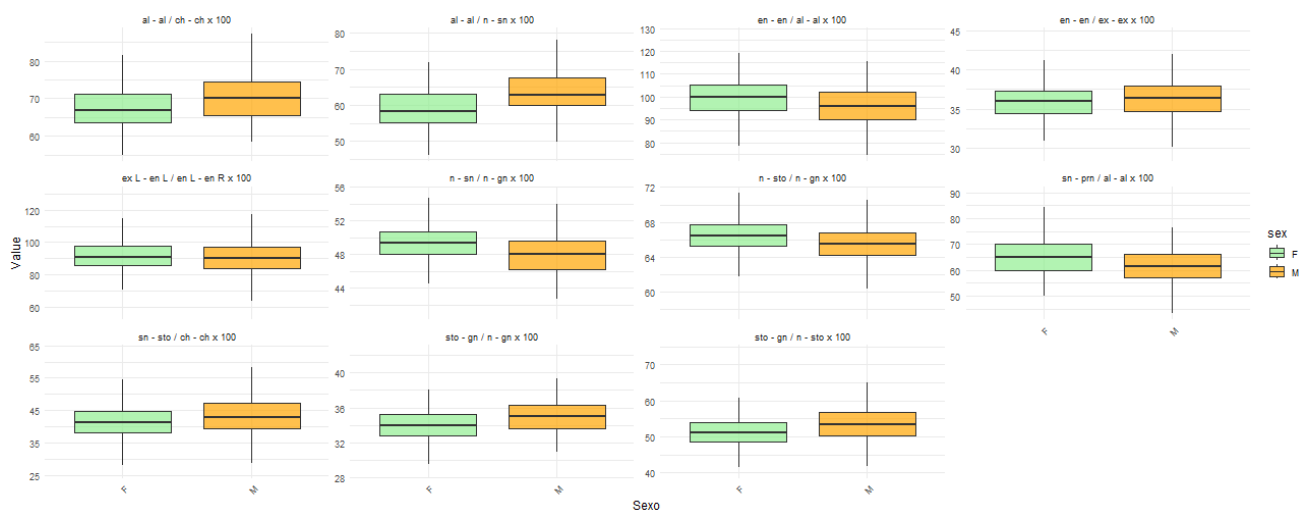 al - al / ch - ch x 100
al - al / n - sn x 100
en - en / al - al x 100
en - en / ex - ex x 100
80
70
60
80
70
60
50
130
120
110
100
90
80
45
40
35
30
ex L - en L / en L - en R x 100
n - sn / n - gn x 100
n - sto / n - gn x 100
sn - prn / al - al x 100
Value
120
100
80
60
56
52
48
44
72
68
64
60
90
80
70
60
50
F
M
sex
F
M
sn - sto / ch - ch x 100
sto - gn / n - gn x 100
sto - gn / n - sto x 100
65
55
45
35
25
40
36
32
28
70
60
50
40
F
M
F
M
F
M
Sexo